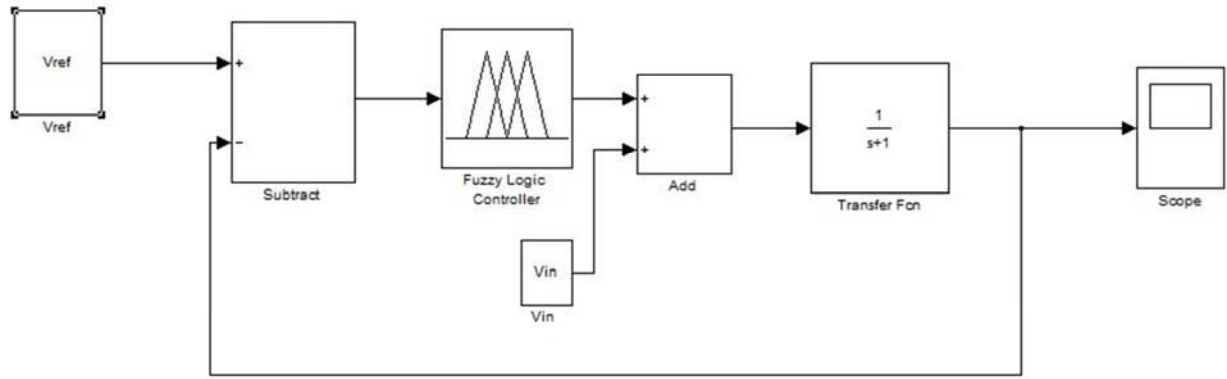 Vref
Vref
+
−
Subtract
Fuzzy Logic
Controller
+
+
Add
Vin
Vin
1
s+1
Transfer Fcn
Scope